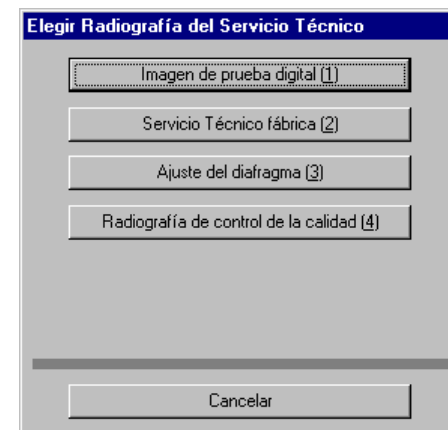 Elegir Radiografía del Servicio Técnico
Imagen de prueba digital (1)
Servicio Técnico fábrica (2)
Ajuste del diafragma (3)
Radiografía de control de la calidad (4)
Cancelar